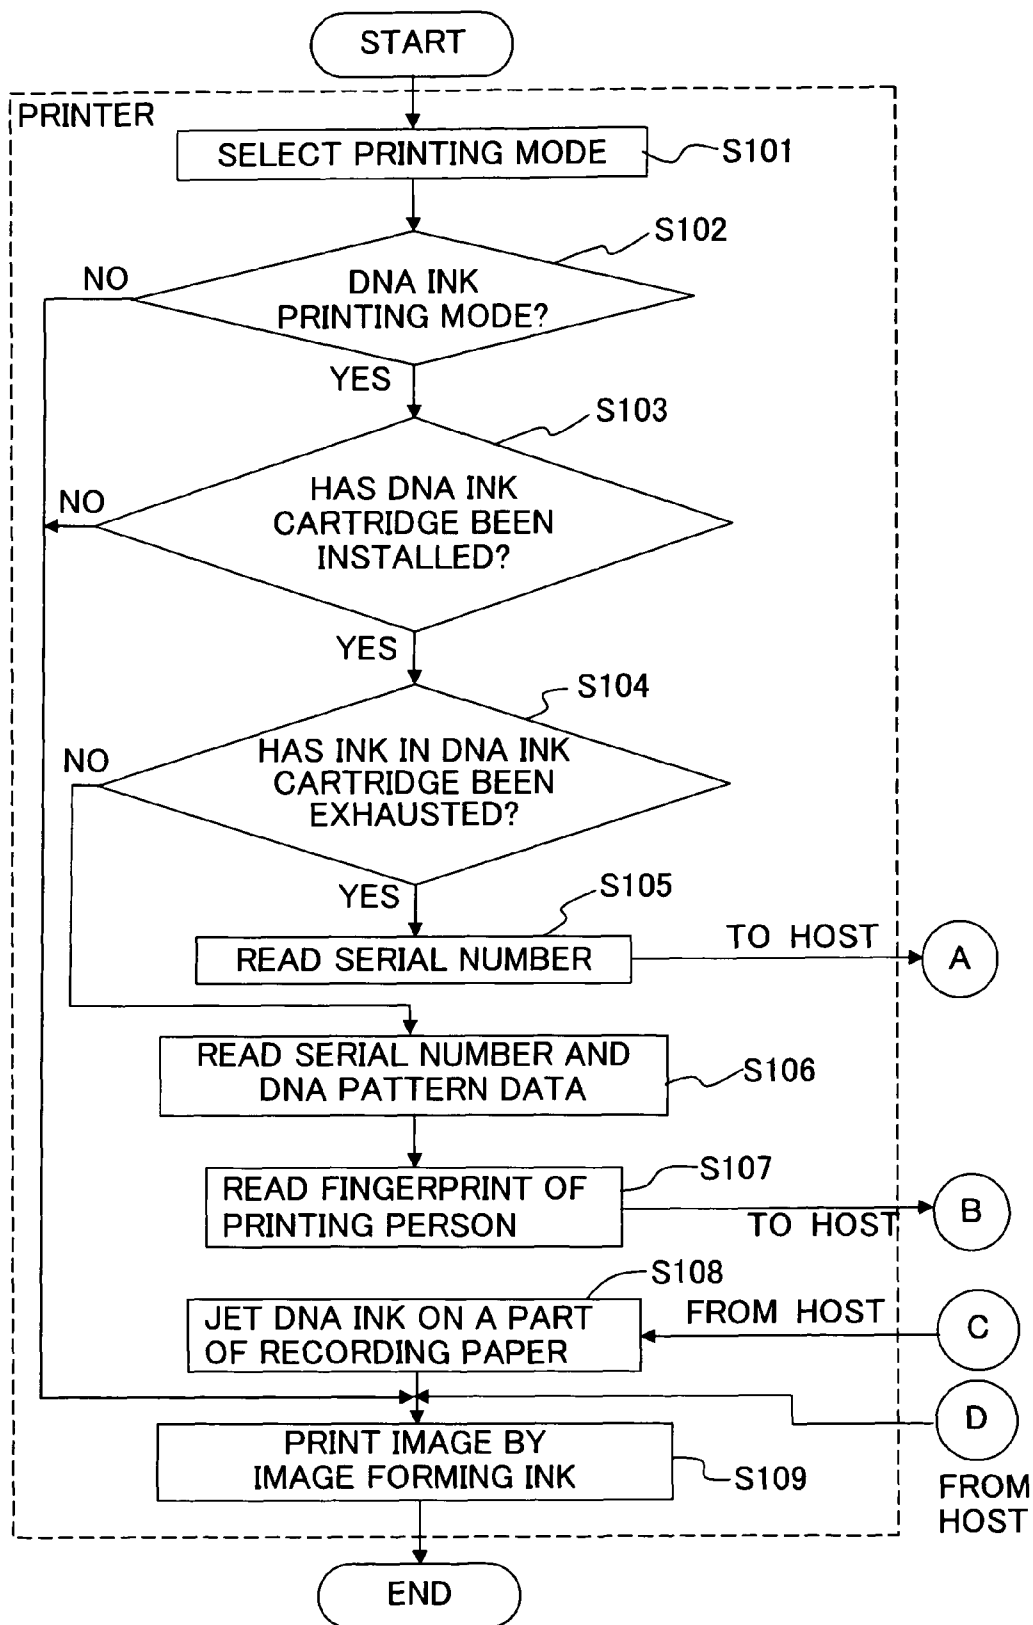 START
PRINTER
SELECT PRINTING MODE
S101
S102
NO
DNA INK
PRINTING MODE?
YES
S103
NO
HAS DNA INK
CARTRIDGE BEEN
INSTALLED?
YES
S104
NO
HAS INK IN DNA INK
CARTRIDGE BEEN
EXHAUSTED?
YES
S105
READ SERIAL NUMBER
TO HOST
A
READ SERIAL NUMBER AND
DNA PATTERN DATA
S106
S107
READ FINGERPRINT OF
PRINTING PERSON
TO HOST
B
S108
JET DNA INK ON A PART
OF RECORDING PAPER
FROM HOST
C
D
FROM
HOST
PRINT IMAGE BY
IMAGE FORMING INK
S109
END